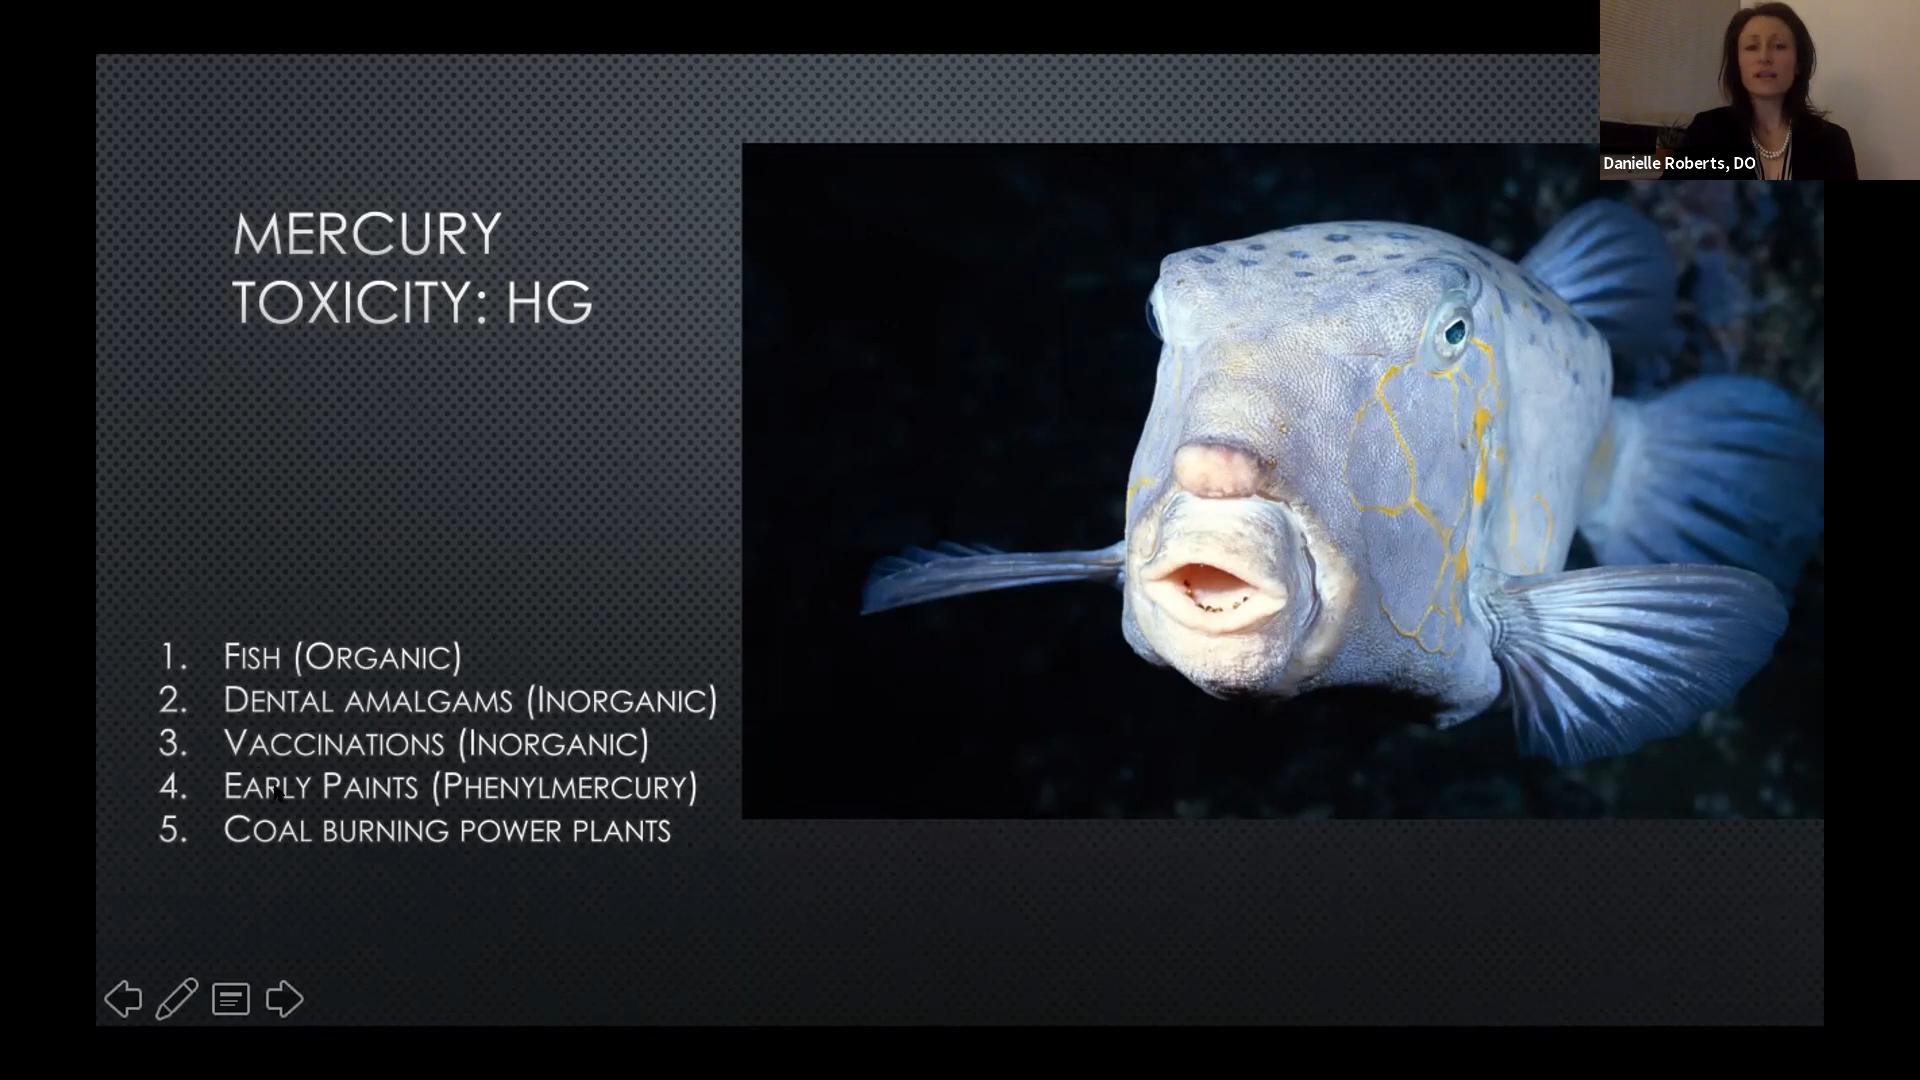 Danielle Roberts, DO
MERCURY
TOXICITY: HG
1. FISH (ORGANIC)
2. DENTAL AMALGAMS (INORGANIC)
3. VACCINATIONS (INORGANIC)
4. EARLY PAINTS (PHENYLMERCURY)
5. COAL BURNING POWER PLANTS